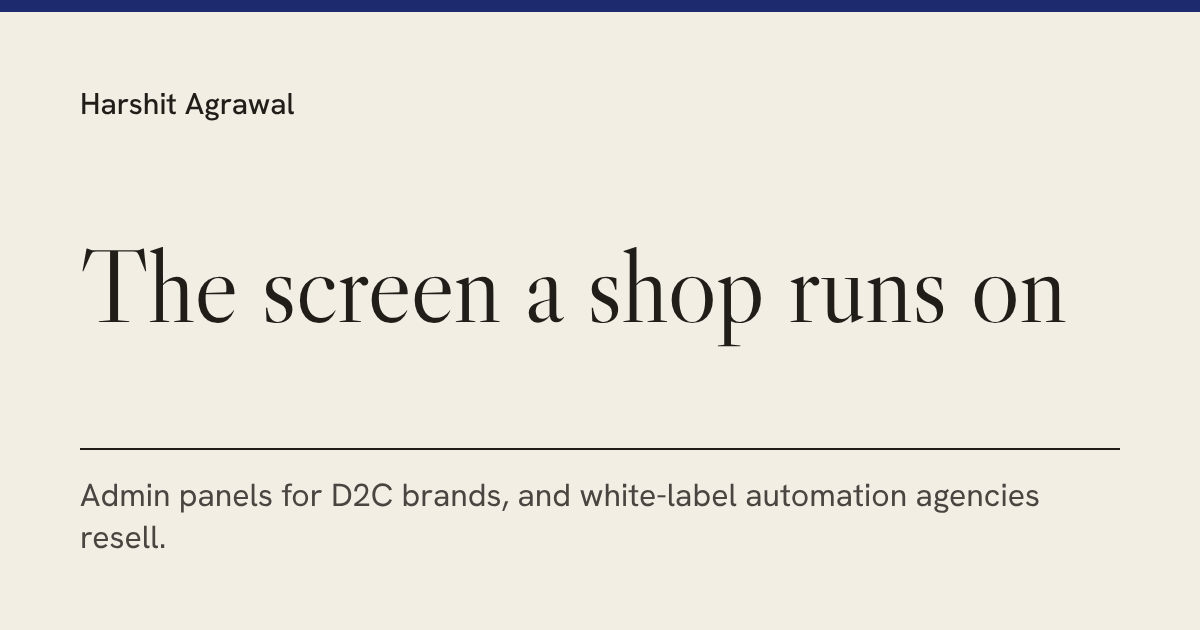 Harshit Agrawal
The screen a shop runs on
Admin panels for D2C brands, and white-label automation agencies
resell.